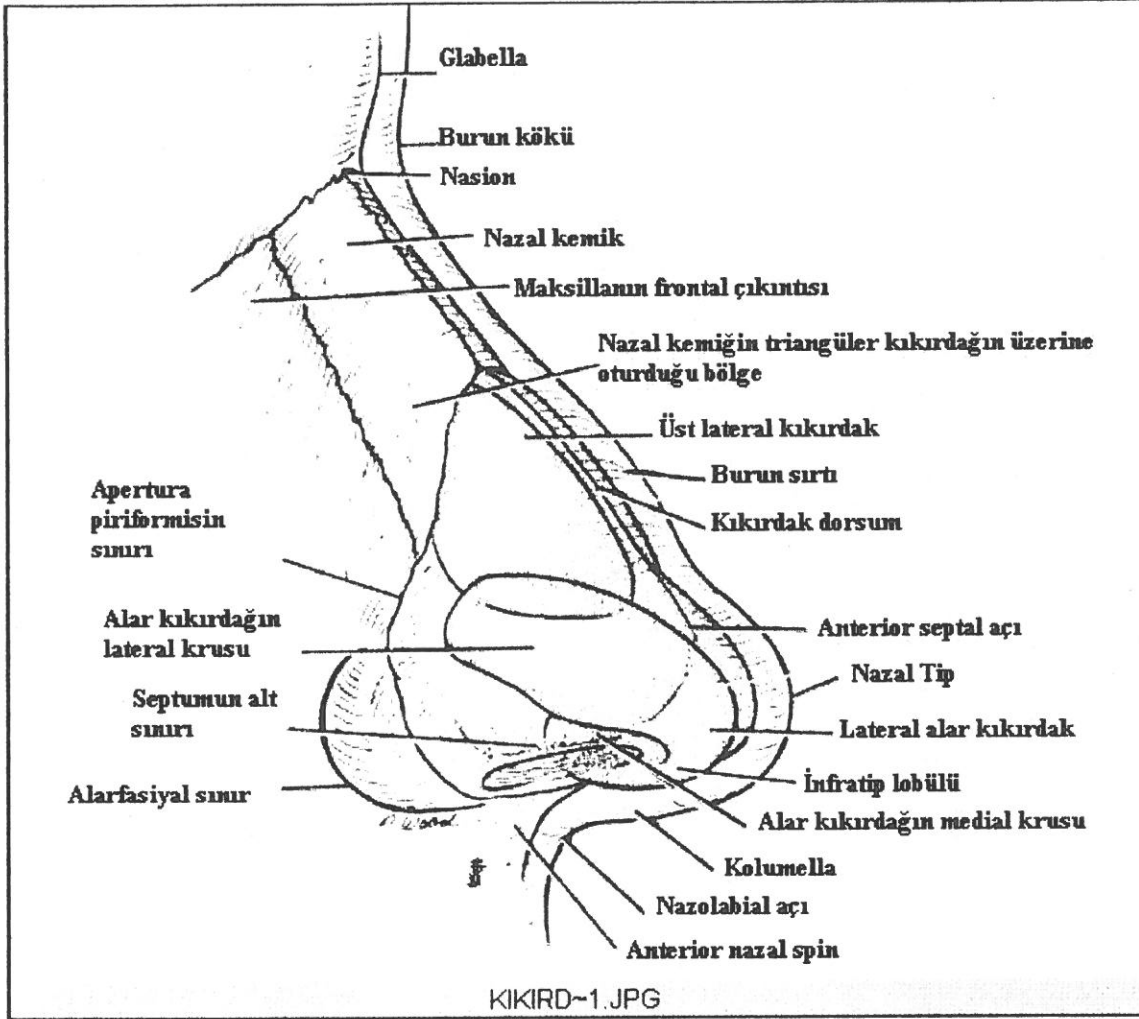 Glabella
Burun kökü
Nasion
Nazal kemik
Maksillanın frontal çıkıntısı
Nazal kemiğin triangüler kıkırdağın üzerine
oturduğu bölge
Üst lateral kıkırdak
Burun sırtı
Kıkırdak dorsum
Apertura
piriformisin
sınırı
Alar kıkırdağın
lateral krusu
Septumun alt
sınırı
Alarfasiyal sınır
Anterior septal açı
Nazal Tip
Lateral alar kıkırdak
İnfratip lobülü
Alar kıkırdağın medial krusu
Kolumella
Nazolabial açı
Anterior nazal spin
KIKIRD~1.JPG